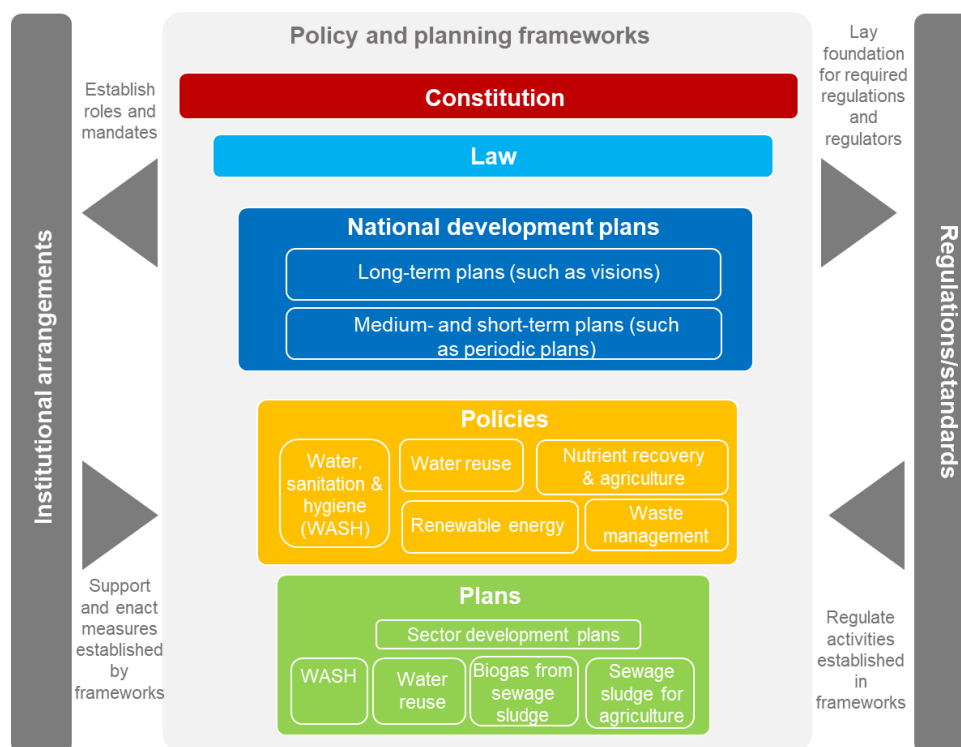 Policy and planning frameworks
Establish
roles and
mandates
Lay
foundation
for required
regulations
and
regulators
Constitution
Law
National development plans
Long-term plans (such as visions)
Medium- and short-term plans (such
as periodic plans)
Institutional arrangements
Regulations/standards
Policies
Water,
sanitation &
hygiene
(WASH)
Water reuse
Nutrient recovery
& agriculture
Renewable energy
Waste
management
Plans
Sector development plans
WASH
Water
reuse
Biogas from
sewage
sludge
Sewage
sludge for
agriculture
Support
and enact
measures
established
by
frameworks
Regulate
activities
established
in
frameworks